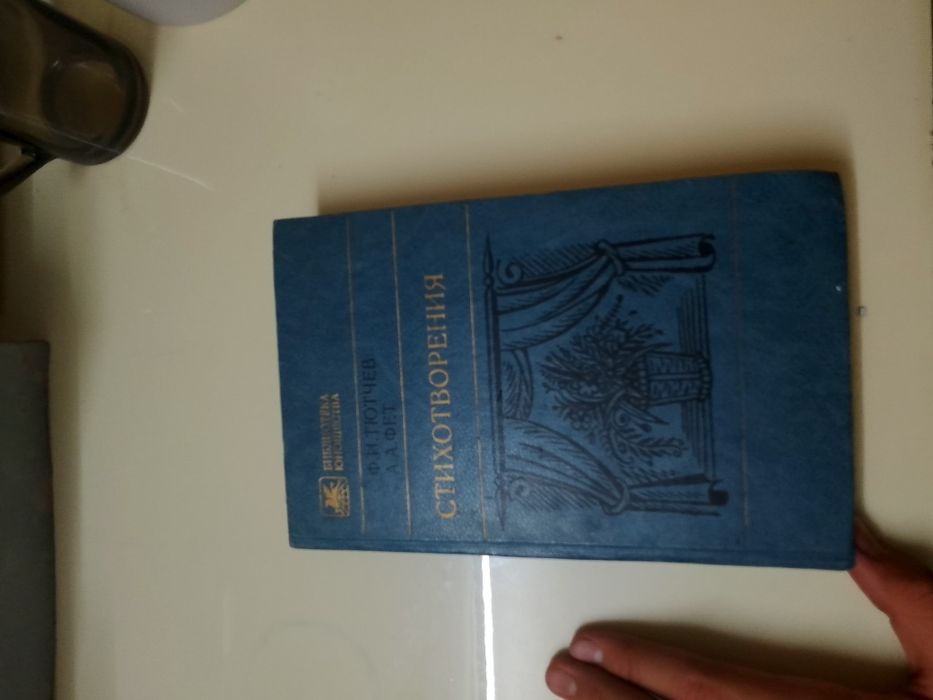 БИБЛИОТЕКА
ЮНОШЕСТВА
Ф.И.ТЮТЧЕВ
А.А.ФЕТ
СТИХОТВОРЕНИЯ